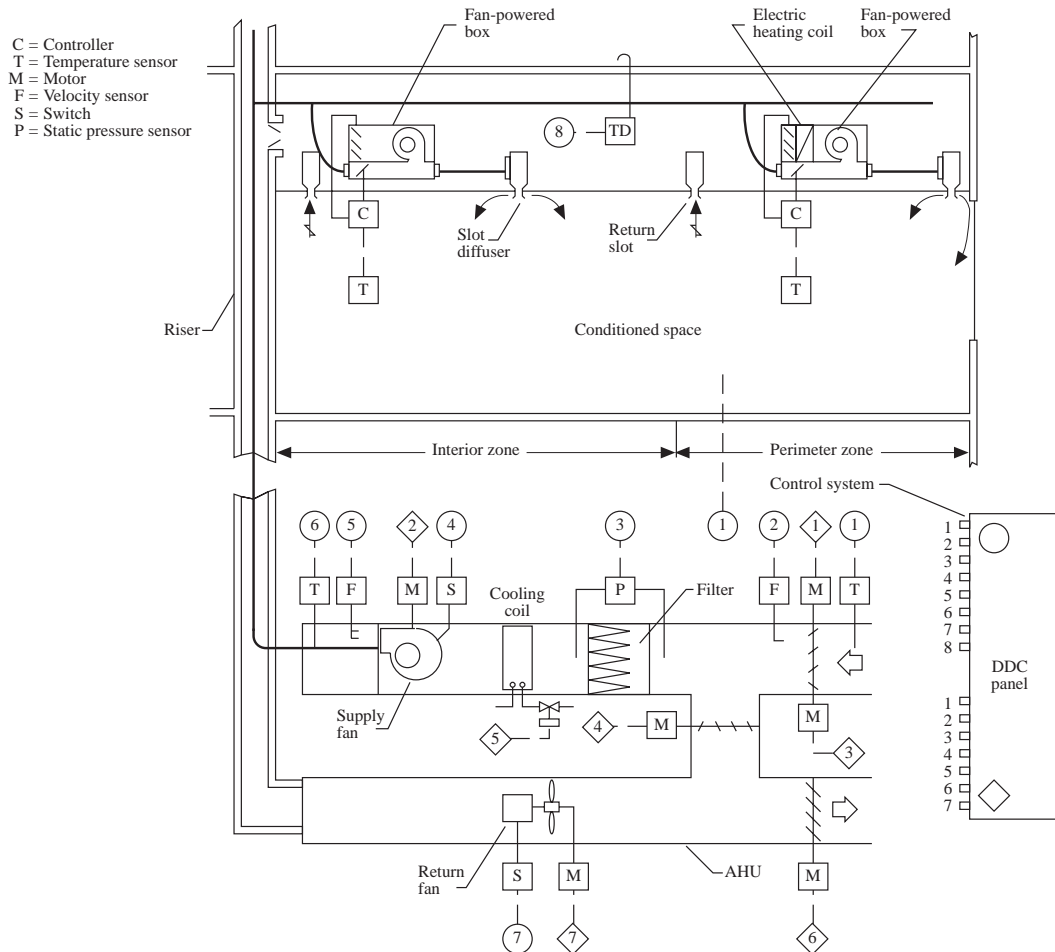 Fan-powered
box
Electric
heating coil
Fan-powered
box
C = Controller
T = Temperature sensor
M = Motor
F = Velocity sensor
S = Switch
P = Static pressure sensor
8
TD
C
Slot
diffuser
Return
slot
C
T
T
Riser
Conditioned space
Interior zone
Perimeter zone
Control system
6
5
2
4
3
1
2
1
1
T
F
M
S
Cooling
coil
P
Filter
F
M
T
1
2
3
4
5
6
7
8
DDC
panel
Supply
fan
5
4
M
M
3
1
2
3
4
5
6
7
Return
fan
S
M
AHU
M
7
7
6